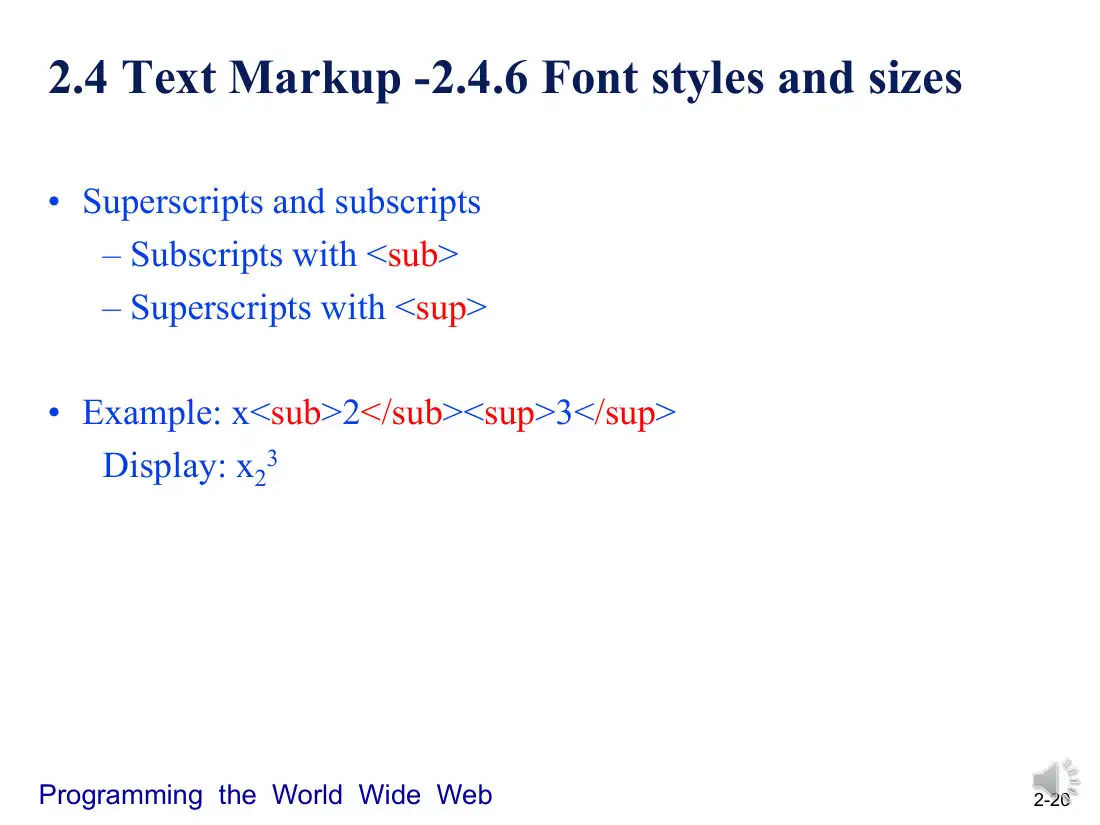 2.4 Text Markup -2.4.6 Font styles and sizes
• Superscripts and subscripts
– Subscripts with <sub>
– Superscripts with <sup>
• Example: x<sub>2</sub><sup>3</sup>
Display: x₂³
Programming the World Wide Web
2-20